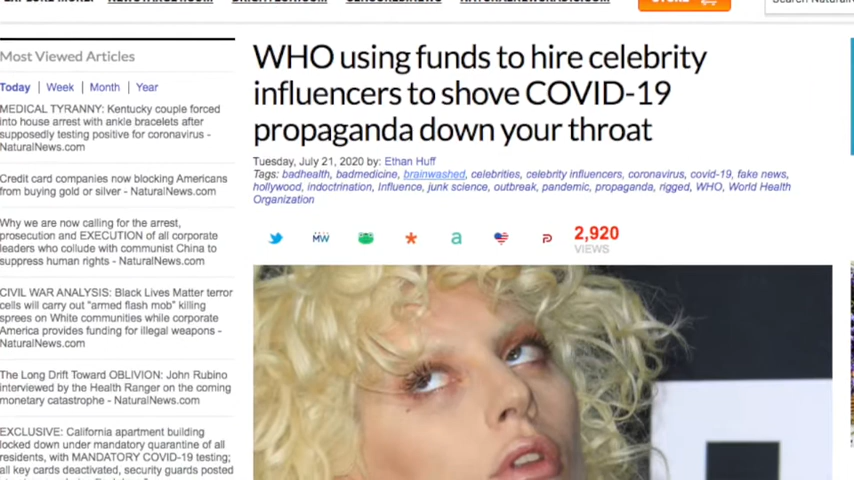 STORE
Search Natural
Most Viewed Articles
Today | Week | Month | Year
MEDICAL TYRANNY: Kentucky couple forced
into house arrest with ankle bracelets after
supposedly testing positive for coronavirus -
NaturalNews.com
Credit card companies now blocking Americans
from buying gold or silver - NaturalNews.com
Why we are now calling for the arrest,
prosecution and EXECUTION of all corporate
leaders who collude with communist China to
suppress human rights - NaturalNews.com
CIVIL WAR ANALYSIS: Black Lives Matter terror
cells will carry out "armed flash mob" killing
sprees on White communities while corporate
America provides funding for illegal weapons -
NaturalNews.com
The Long Drift Toward OBLIVION: John Rubino
interviewed by the Health Ranger on the coming
monetary catastrophe - NaturalNews.com
EXCLUSIVE: California apartment building
locked down under mandatory quarantine of all
residents, with MANDATORY COVID-19 testing;
all key cards deactivated, security guards posted
WHO using funds to hire celebrity
influencers to shove COVID-19
propaganda down your throat
Tuesday, July 21, 2020 by: Ethan Huff
Tags: badhealth, badmedicine, brainwashed, celebrities, celebrity influencers, coronavirus, covid-19, fake news,
hollywood, indoctrination, Influence, junk science, outbreak, pandemic, propaganda, rigged, WHO, World Health
Organization
MW
a
2,920
VIEWS